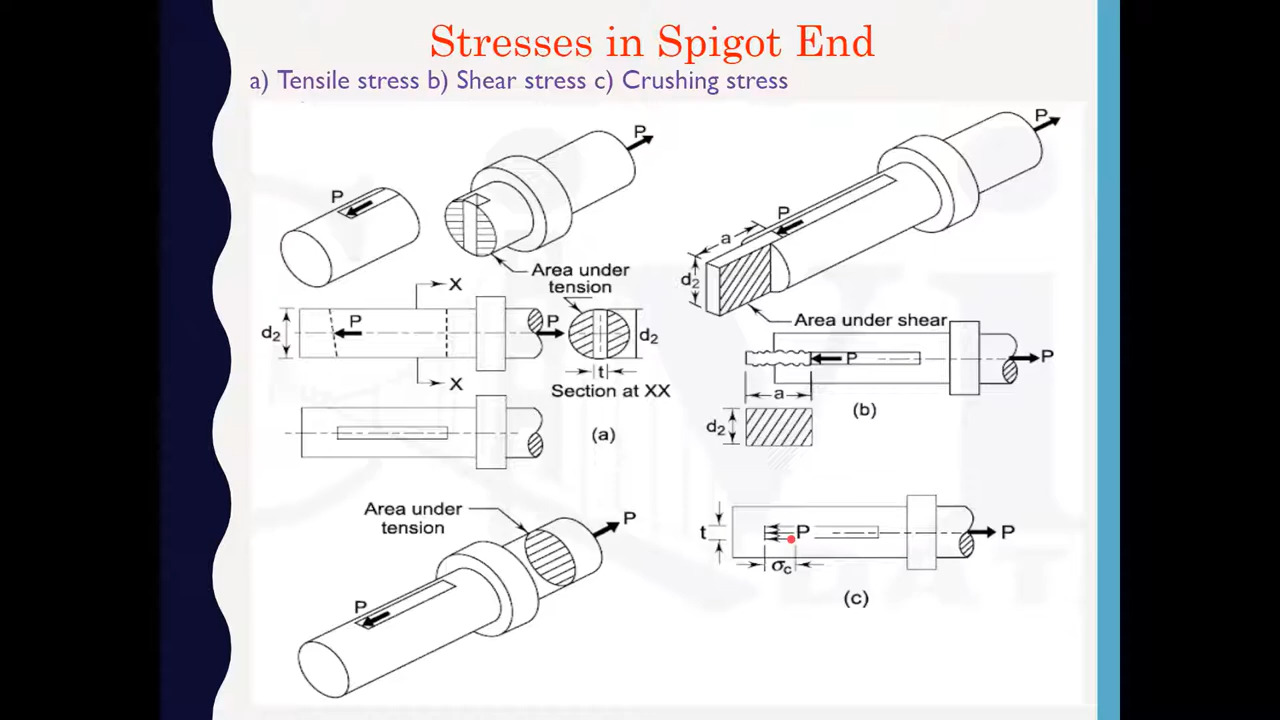 Stresses in Spigot End
a) Tensile stress b) Shear stress c) Crushing stress
P
P
Area under
tension
X
d2
P
P
d2
t
X
Section at XX
(a)
Area under
tension
P
P
P
P
a
d2
Area under shear
P
P
a
(b)
d2
t
P
P
σc
(c)